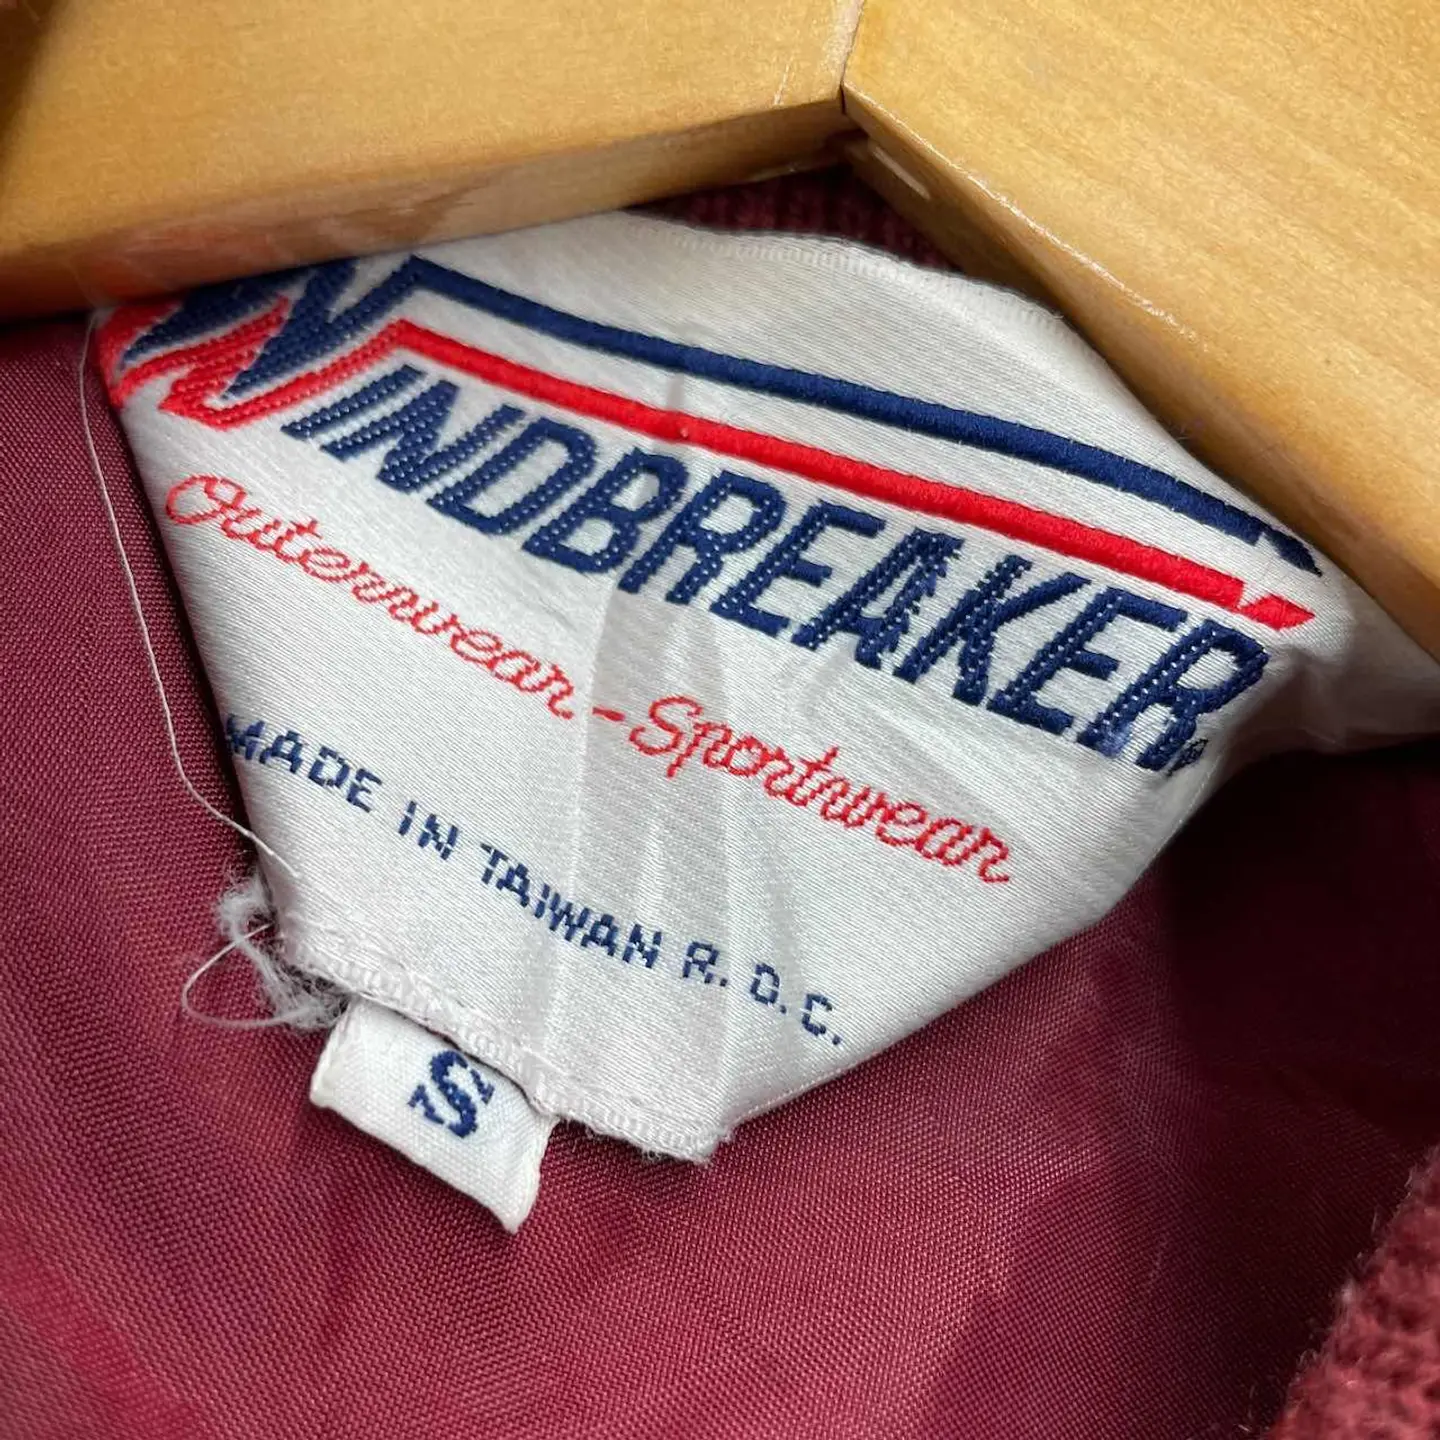 WINDBREAKER®
Outerwear-Sportwear
MADE IN TAIWAN R.O.C.
S